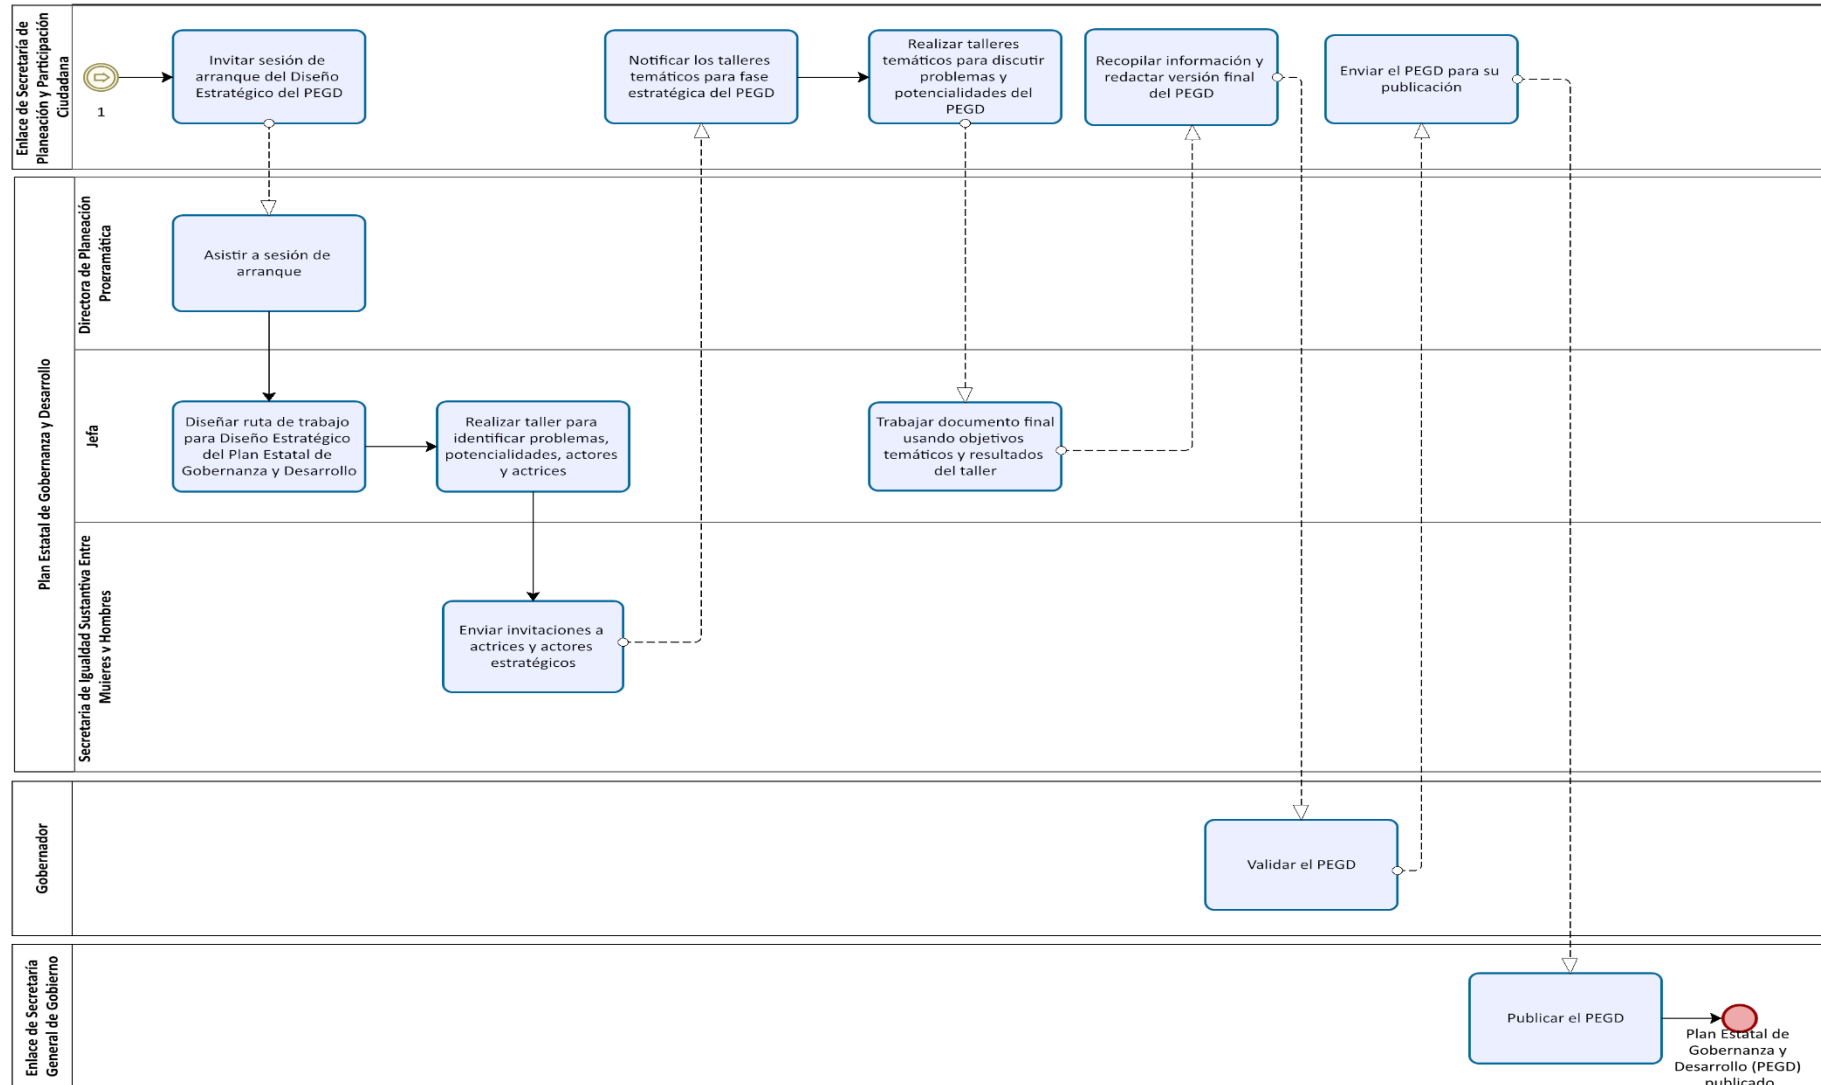 Enlace de Secretaría de
Planeación y Participación
Ciudadana
1
Invitar sesión de
arranque del Diseño
Estratégico del PEGD
Notificar los talleres
temáticos para fase
estratégica del PEGD
Realizar talleres
temáticos para discutir
problemas y
potencialidades del
PEGD
Recopilar información y
redactar versión final
del PEGD
Enviar el PEGD para su
publicación
Plan Estatal de Gobernanza y Desarrollo
Directora de Planeación
Programática
Asistir a sesión de
arranque
Jefa
Diseñar ruta de trabajo
para Diseño Estratégico
del Plan Estatal de
Gobernanza y Desarrollo
Realizar taller para
identificar problemas,
potencialidades, actores
y actrices
Trabajar documento final
usando objetivos
temáticos y resultados
del taller
Secretaria de Igualdad Sustantiva Entre
Mujeres y Hombres
Enviar invitaciones a
actrices y actores
estratégicos
Gobernador
Validar el PEGD
Enlace de Secretaría
General de Gobierno
Publicar el PEGD
Plan Estatal de
Gobernanza y
Desarrollo (PEGD)
publicado